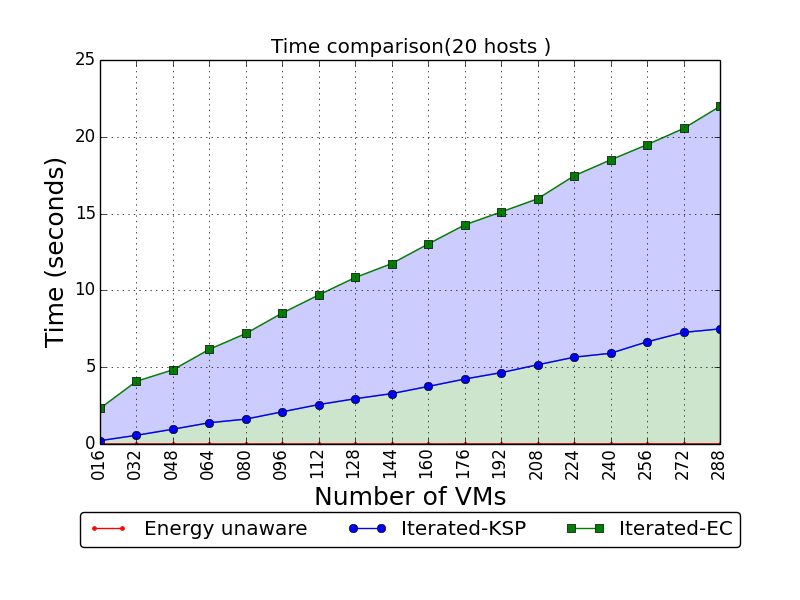 Time comparison(20 hosts )
25
20
15
10
5
0
Time (seconds)
016 032 048 064 080 096 112 128 144 160 176 192 208 224 240 256 272 288
Number of VMs
Energy unaware Iterated-KSP Iterated-EC